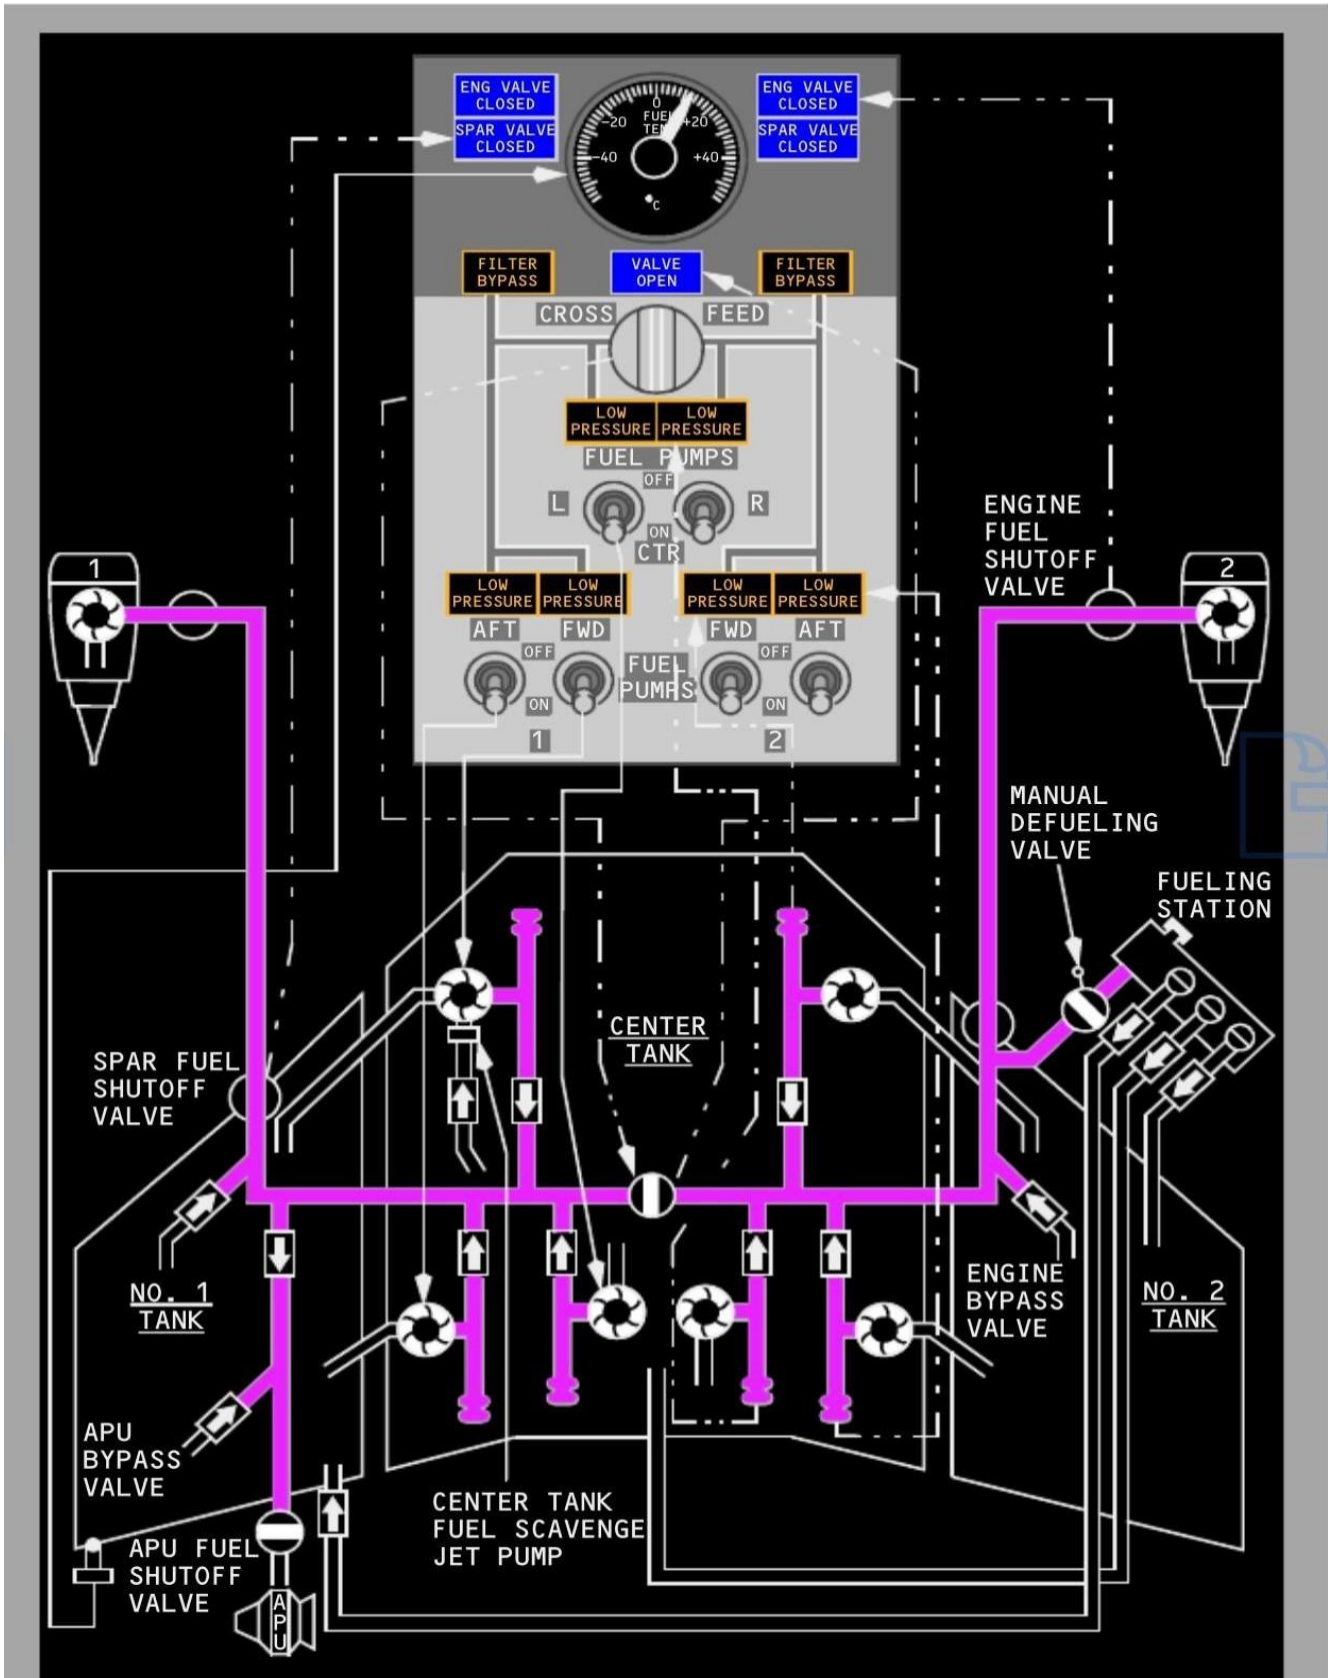 ENG VALVE
CLOSED
SPAR VALVE
CLOSED
0
FUEL
-20
+20
-40
+40
°C
ENG VALVE
CLOSED
SPAR VALVE
CLOSED
FILTER
BYPASS
VALVE
OPEN
FILTER
BYPASS
CROSS
FEED
LOW
PRESSURE
LOW
PRESSURE
FUEL PUMPS
OFF
L
R
ON
CTR
LOW
PRESSURE
LOW
PRESSURE
LOW
PRESSURE
LOW
PRESSURE
AFT
FWD
FWD
AFT
OFF
FUEL
PUMPS
OFF
ON
ON
1
2
1
2
ENGINE
FUEL
SHUTOFF
VALVE
MANUAL
DEFUELING
VALVE
FUELING
STATION
CENTER
TANK
SPAR FUEL
SHUTOFF
VALVE
NO. 1
TANK
ENGINE
BYPASS
VALVE
NO. 2
TANK
APU
BYPASS
VALVE
CENTER TANK
FUEL SCAVENGE
JET PUMP
APU FUEL
SHUTOFF
VALVE
APU